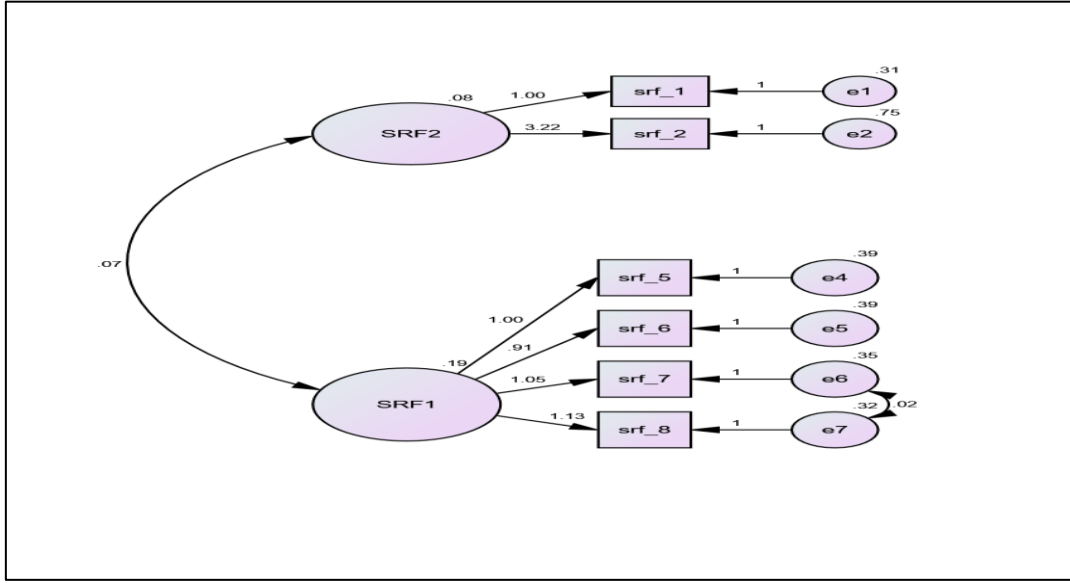 .31
.08 1.00 srf_1 1 e1
.75
SRF2 3.22 srf_2 1 e2
.07
.39
1.00 srf_5 1 e4
.39
.91 srf_6 1 e5
.35
.19 1.05 srf_7 1 e6
.32 .02
SRF1 1.13 srf_8 1 e7